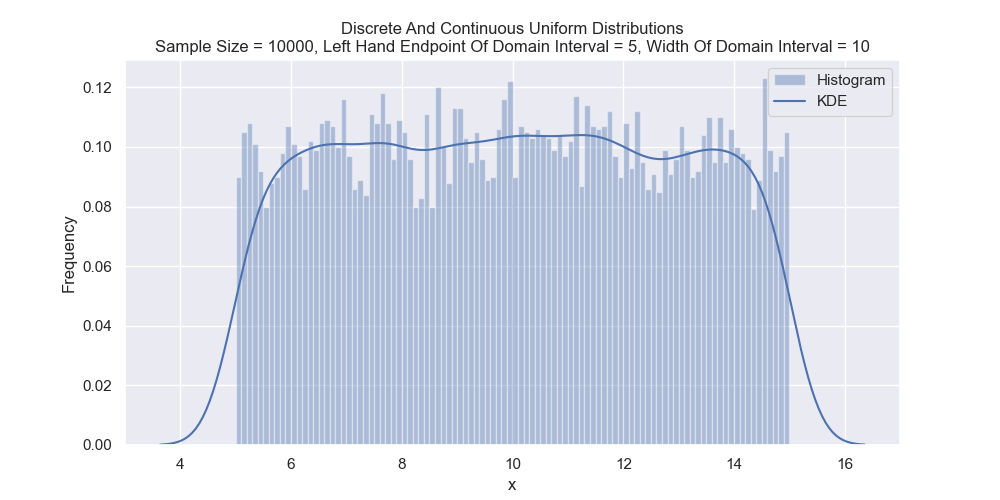 Discrete And Continuous Uniform Distributions
Sample Size = 10000, Left Hand Endpoint Of Domain Interval = 5, Width Of Domain Interval = 10
Histogram
KDE
Frequency
0.12
0.10
0.08
0.06
0.04
0.02
0.00
4 6 8 10 12 14 16
x